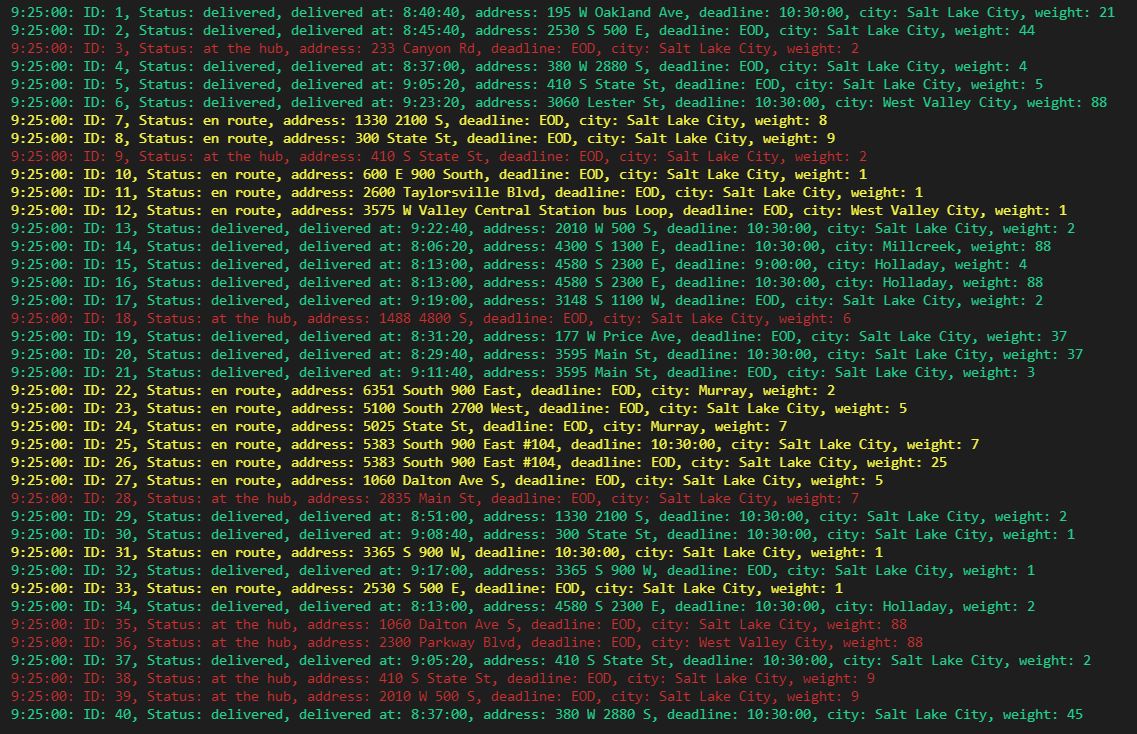 9:25:00: ID: 1, Status: delivered, delivered at: 8:40:40, address: 195 W Oakland Ave, deadline: 10:30:00, city: Salt Lake City, weight: 21
9:25:00: ID: 2, Status: delivered, delivered at: 8:45:40, address: 2530 S 500 E, deadline: EOD, city: Salt Lake City, weight: 44
9:25:00: ID: 3, Status: at the hub, address: 233 Canyon Rd, deadline: EOD, city: Salt Lake City, weight: 2
9:25:00: ID: 4, Status: delivered, delivered at: 8:37:00, address: 380 W 2880 S, deadline: EOD, city: Salt Lake City, weight: 4
9:25:00: ID: 5, Status: delivered, delivered at: 9:05:20, address: 410 S State St, deadline: EOD, city: Salt Lake City, weight: 5
9:25:00: ID: 6, Status: delivered, delivered at: 9:23:20, address: 3060 Lester St, deadline: 10:30:00, city: West Valley City, weight: 88
9:25:00: ID: 7, Status: en route, address: 1330 2100 S, deadline: EOD, city: Salt Lake City, weight: 8
9:25:00: ID: 8, Status: en route, address: 300 State St, deadline: EOD, city: Salt Lake City, weight: 9
9:25:00: ID: 9, Status: at the hub, address: 410 S State St, deadline: EOD, city: Salt Lake City, weight: 2
9:25:00: ID: 10, Status: en route, address: 600 E 900 South, deadline: EOD, city: Salt Lake City, weight: 1
9:25:00: ID: 11, Status: en route, address: 2600 Taylorsville Blvd, deadline: EOD, city: Salt Lake City, weight: 1
9:25:00: ID: 12, Status: en route, address: 3575 W Valley Central Station bus Loop, deadline: EOD, city: West Valley City, weight: 1
9:25:00: ID: 13, Status: delivered, delivered at: 9:22:40, address: 2010 W 500 S, deadline: 10:30:00, city: Salt Lake City, weight: 2
9:25:00: ID: 14, Status: delivered, delivered at: 8:06:20, address: 4300 S 1300 E, deadline: 10:30:00, city: Millcreek, weight: 88
9:25:00: ID: 15, Status: delivered, delivered at: 8:13:00, address: 4580 S 2300 E, deadline: 9:00:00, city: Holladay, weight: 4
9:25:00: ID: 16, Status: delivered, delivered at: 8:13:00, address: 4580 S 2300 E, deadline: 10:30:00, city: Holladay, weight: 88
9:25:00: ID: 17, Status: delivered, delivered at: 9:19:00, address: 3148 S 1100 W, deadline: EOD, city: Salt Lake City, weight: 2
9:25:00: ID: 18, Status: at the hub, address: 1488 4800 S, deadline: EOD, city: Salt Lake City, weight: 6
9:25:00: ID: 19, Status: delivered, delivered at: 8:31:20, address: 177 W Price Ave, deadline: EOD, city: Salt Lake City, weight: 37
9:25:00: ID: 20, Status: delivered, delivered at: 8:29:40, address: 3595 Main St, deadline: 10:30:00, city: Salt Lake City, weight: 37
9:25:00: ID: 21, Status: delivered, delivered at: 9:11:40, address: 3595 Main St, deadline: EOD, city: Salt Lake City, weight: 3
9:25:00: ID: 22, Status: en route, address: 6351 South 900 East, deadline: EOD, city: Murray, weight: 2
9:25:00: ID: 23, Status: en route, address: 5100 South 2700 West, deadline: EOD, city: Salt Lake City, weight: 5
9:25:00: ID: 24, Status: en route, address: 5025 State St, deadline: EOD, city: Murray, weight: 7
9:25:00: ID: 25, Status: en route, address: 5383 South 900 East #104, deadline: 10:30:00, city: Salt Lake City, weight: 7
9:25:00: ID: 26, Status: en route, address: 5383 South 900 East #104, deadline: EOD, city: Salt Lake City, weight: 25
9:25:00: ID: 27, Status: en route, address: 1060 Dalton Ave S, deadline: EOD, city: Salt Lake City, weight: 5
9:25:00: ID: 28, Status: at the hub, address: 2835 Main St, deadline: EOD, city: Salt Lake City, weight: 7
9:25:00: ID: 29, Status: delivered, delivered at: 8:51:00, address: 1330 2100 S, deadline: 10:30:00, city: Salt Lake City, weight: 2
9:25:00: ID: 30, Status: delivered, delivered at: 9:08:40, address: 300 State St, deadline: 10:30:00, city: Salt Lake City, weight: 1
9:25:00: ID: 31, Status: en route, address: 3365 S 900 W, deadline: 10:30:00, city: Salt Lake City, weight: 1
9:25:00: ID: 32, Status: delivered, delivered at: 9:17:00, address: 3365 S 900 W, deadline: EOD, city: Salt Lake City, weight: 1
9:25:00: ID: 33, Status: en route, address: 2530 S 500 E, deadline: EOD, city: Salt Lake City, weight: 1
9:25:00: ID: 34, Status: delivered, delivered at: 8:13:00, address: 4580 S 2300 E, deadline: 10:30:00, city: Holladay, weight: 2
9:25:00: ID: 35, Status: at the hub, address: 1060 Dalton Ave S, deadline: EOD, city: Salt Lake City, weight: 88
9:25:00: ID: 36, Status: at the hub, address: 2300 Parkway Blvd, deadline: EOD, city: West Valley City, weight: 88
9:25:00: ID: 37, Status: delivered, delivered at: 9:05:20, address: 410 S State St, deadline: 10:30:00, city: Salt Lake City, weight: 2
9:25:00: ID: 38, Status: at the hub, address: 410 S State St, deadline: EOD, city: Salt Lake City, weight: 9
9:25:00: ID: 39, Status: at the hub, address: 2010 W 500 S, deadline: EOD, city: Salt Lake City, weight: 9
9:25:00: ID: 40, Status: delivered, delivered at: 8:37:00, address: 380 W 2880 S, deadline: 10:30:00, city: Salt Lake City, weight: 45